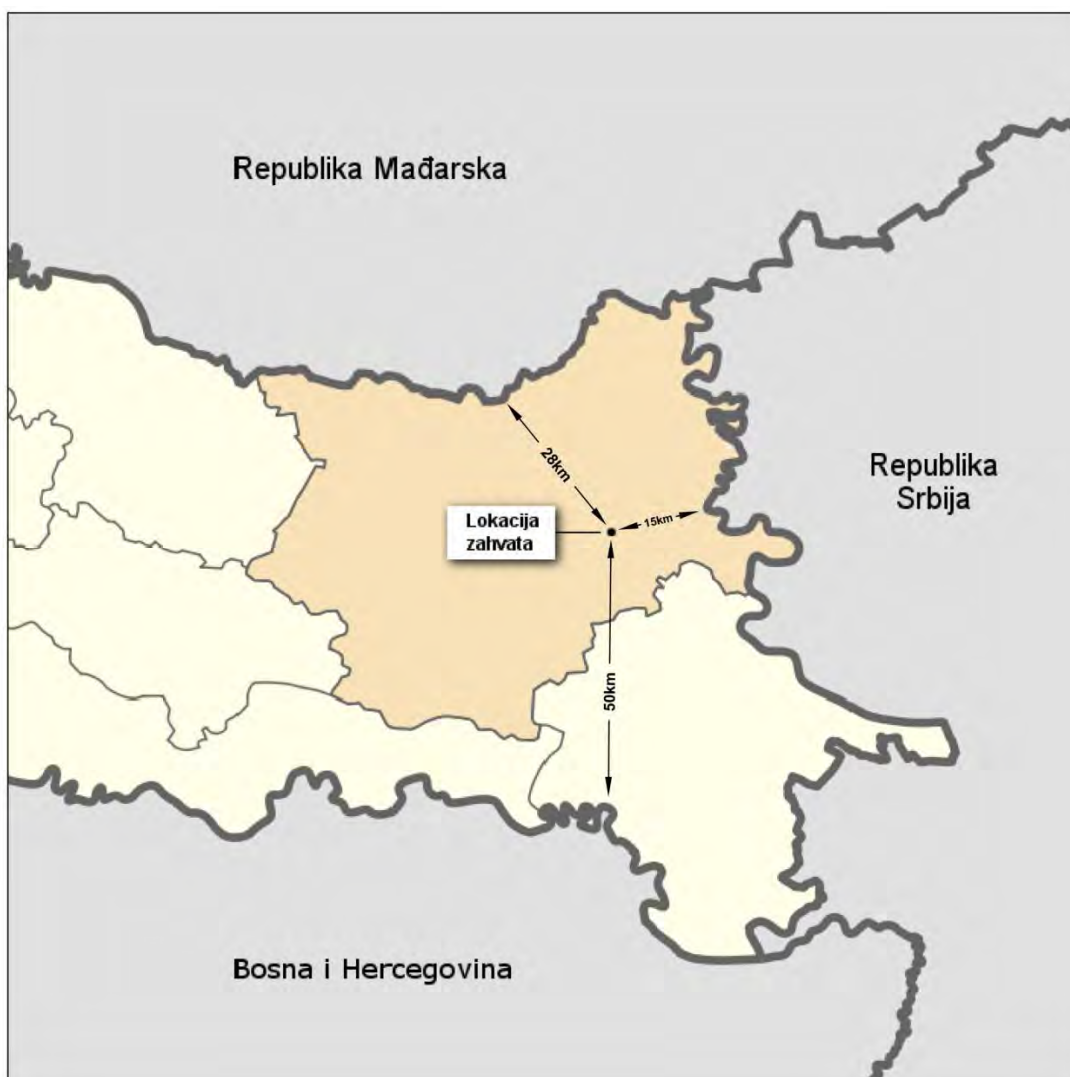 Republika Mađarska
Republika
Srbija
28km
15km
Lokacija
zahvata
50km
Bosna i Hercegovina